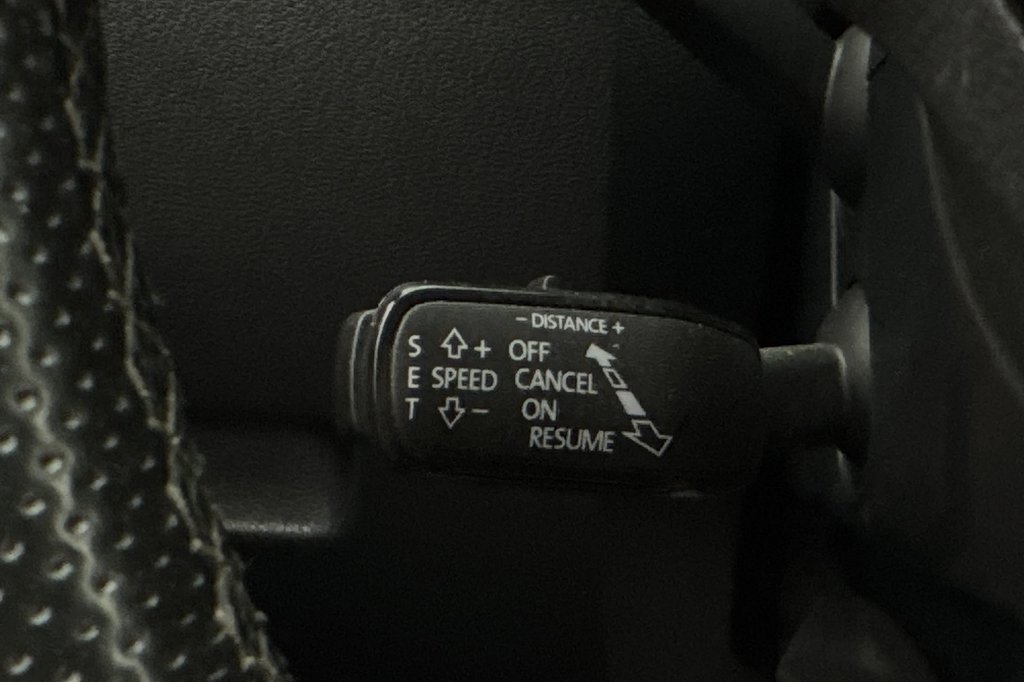 - DISTANCE +
S + OFF
E SPEED CANCEL
T - ON
RESUME